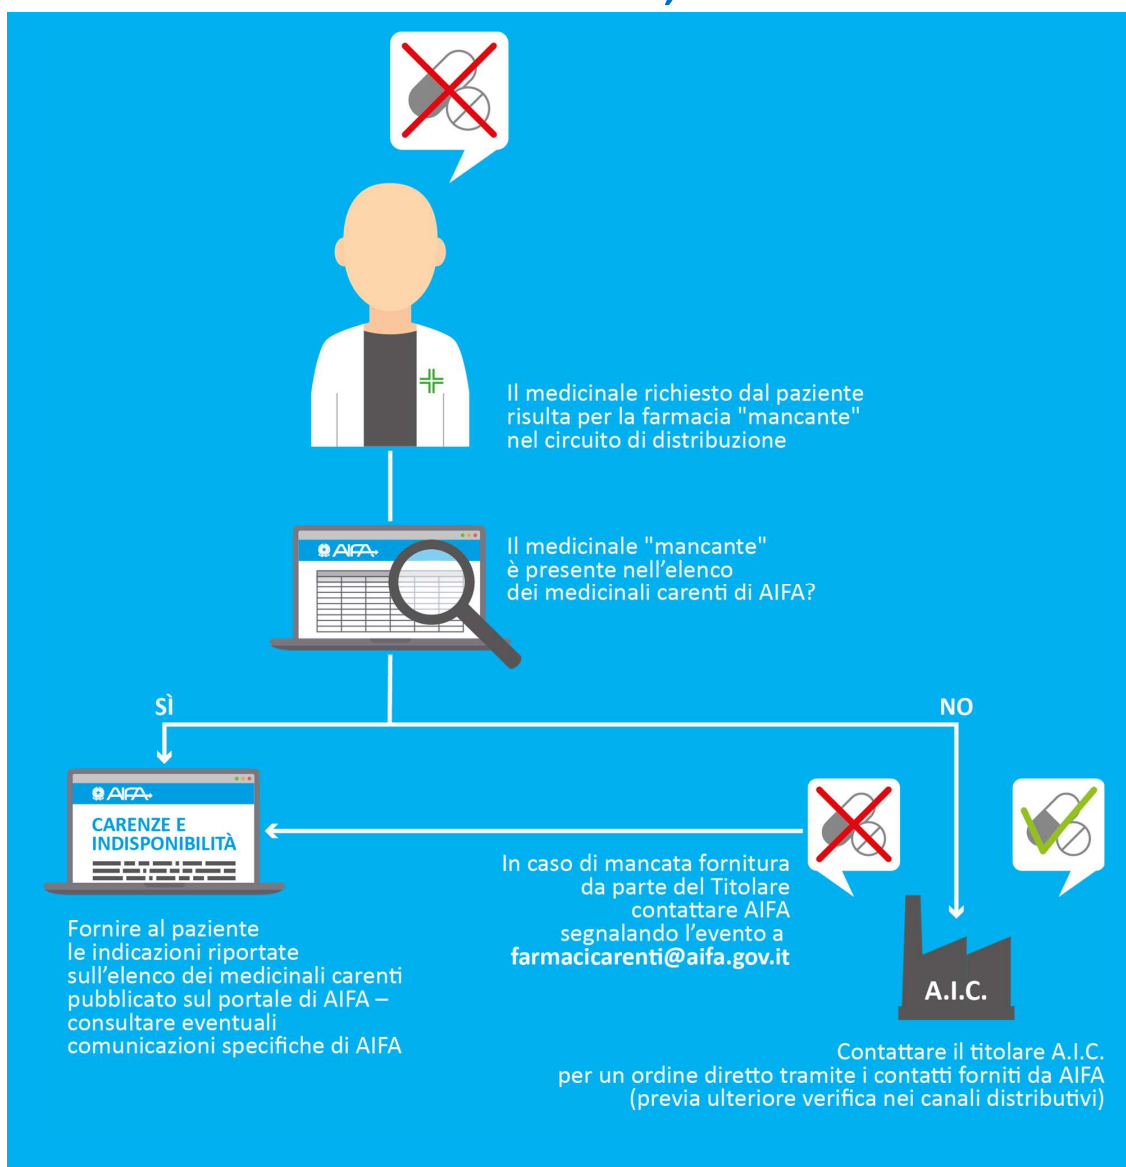 Il medicinale richiesto dal paziente
risulta per la farmacia "mancante"
nel circuito di distribuzione
AIFA
Il medicinale "mancante"
è presente nell'elenco
dei medicinali carenti di AIFA?
SÌ
NO
AIFA
CARENZE E
INDISPONIBILITÀ
In caso di mancata fornitura
da parte del Titolare
contattare AIFA
segnalando l'evento a
farmacicarenti@aifa.gov.it
Fornire al paziente
le indicazioni riportate
sull'elenco dei medicinali carenti
pubblicato sul portale di AIFA –
consultare eventuali
comunicazioni specifiche di AIFA
A.I.C.
Contattare il titolare A.I.C.
per un ordine diretto tramite i contatti forniti da AIFA
(previa ulteriore verifica nei canali distributivi)